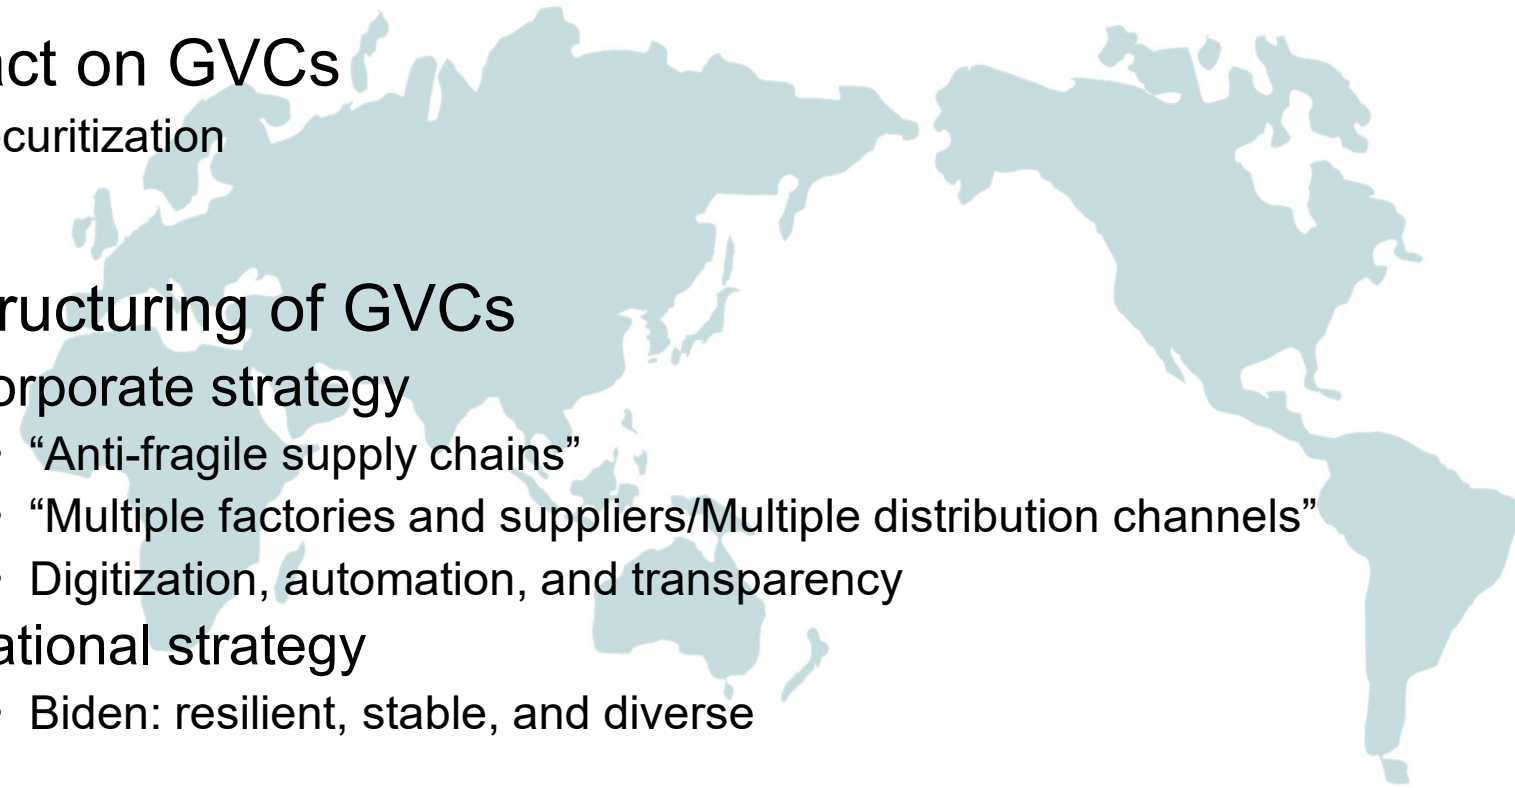 act on GVCs
curitization
ructuring of GVCs
orporate strategy
• “Anti-fragile supply chains”
• “Multiple factories and suppliers/Multiple distribution channels”
• Digitization, automation, and transparency
ational strategy
• Biden: resilient, stable, and diverse